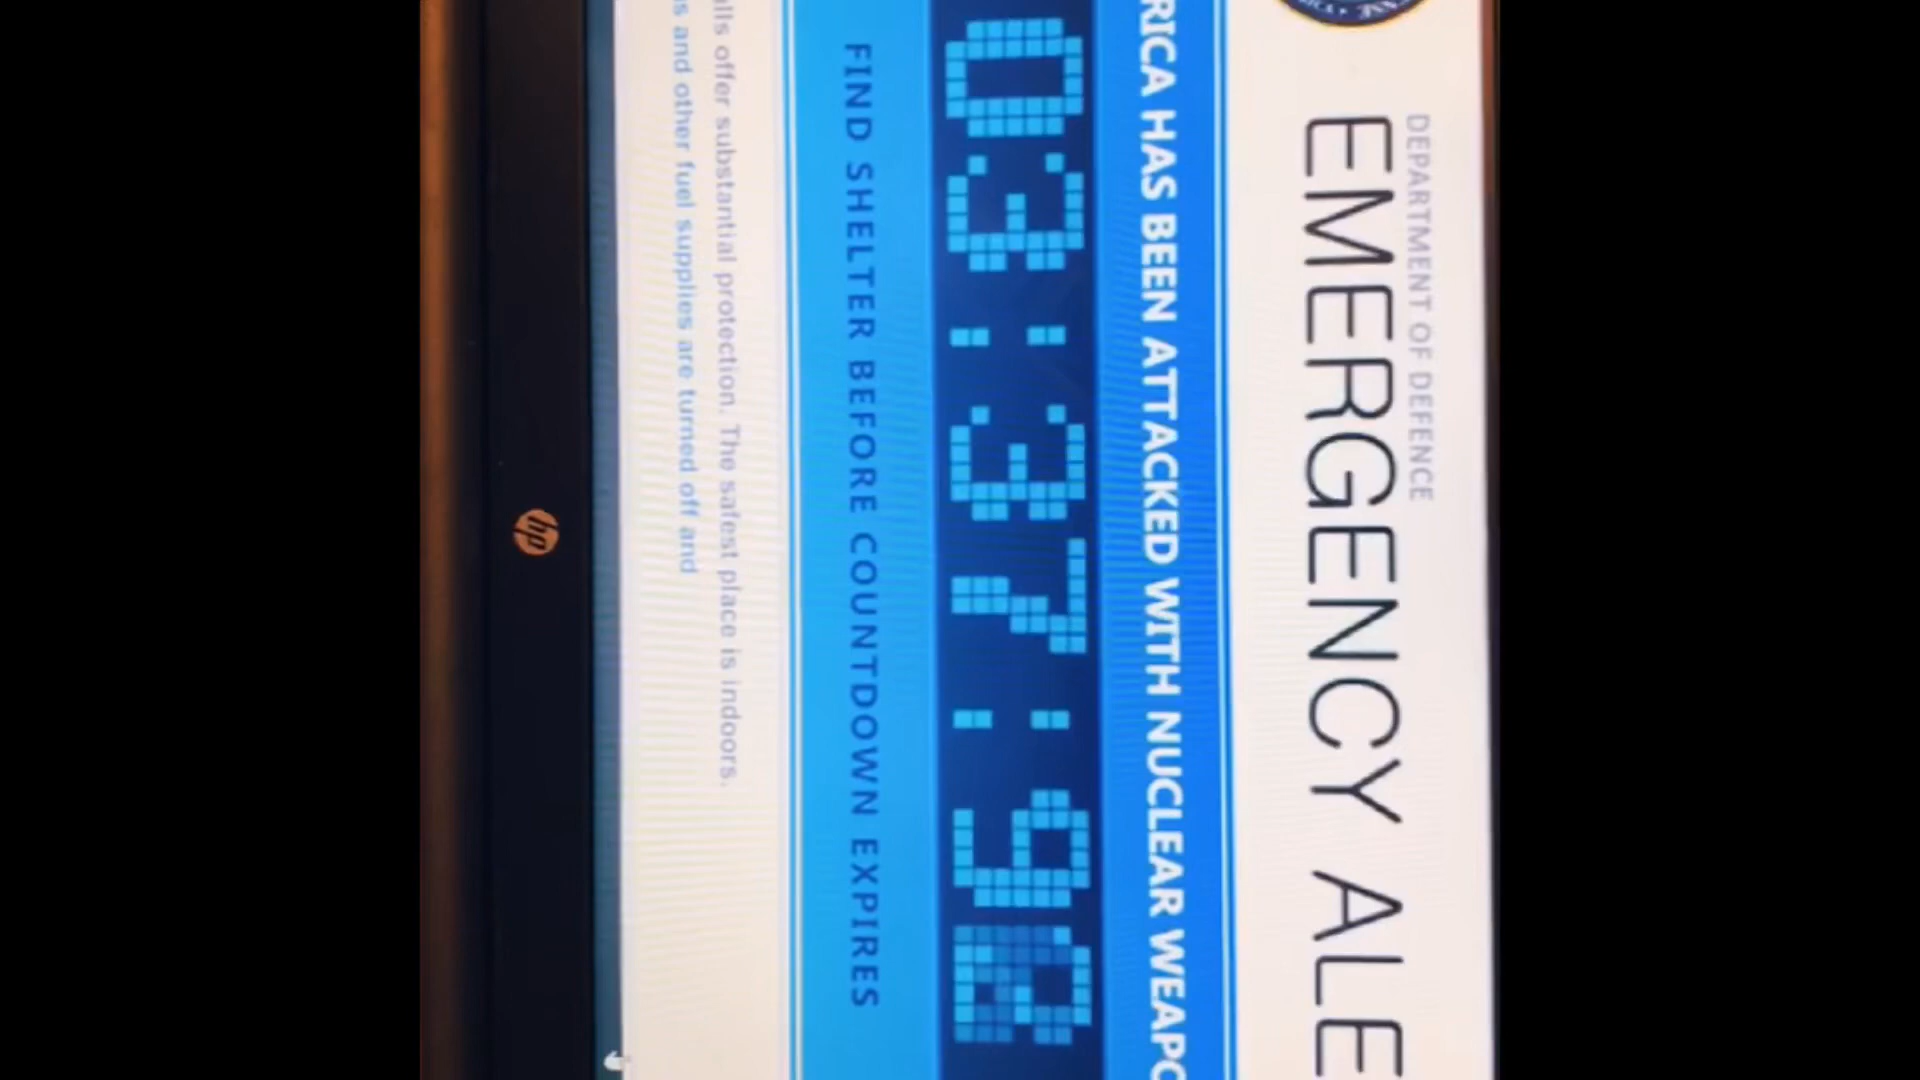 DEPARTMENT OF DEFENCE
EMERGENCY ALE
RICA HAS BEEN ATTACKED WITH NUCLEAR WEAPO
03:37:9
FIND SHELTER BEFORE COUNTDOWN EXPIRES
lls offer substantial protection. The safest place is indoors.
s and other fuel supplies are turned off and
hp